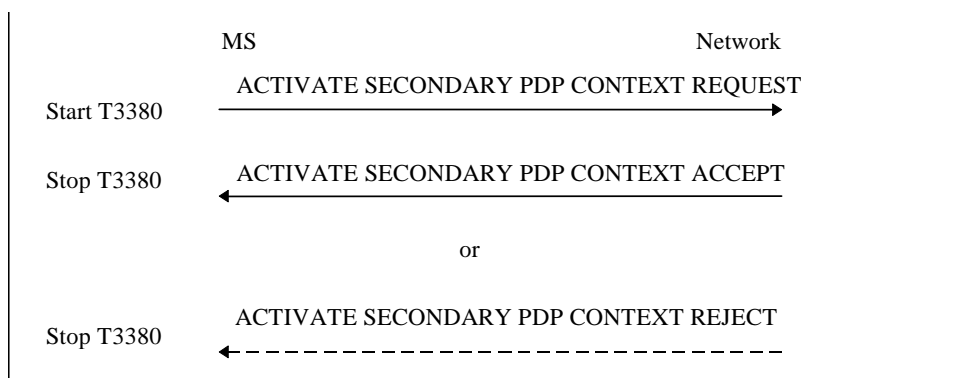 MS Network
ACTIVATE SECONDARY PDP CONTEXT REQUEST
Start T3380
ACTIVATE SECONDARY PDP CONTEXT ACCEPT
Stop T3380
or
ACTIVATE SECONDARY PDP CONTEXT REJECT
Stop T3380